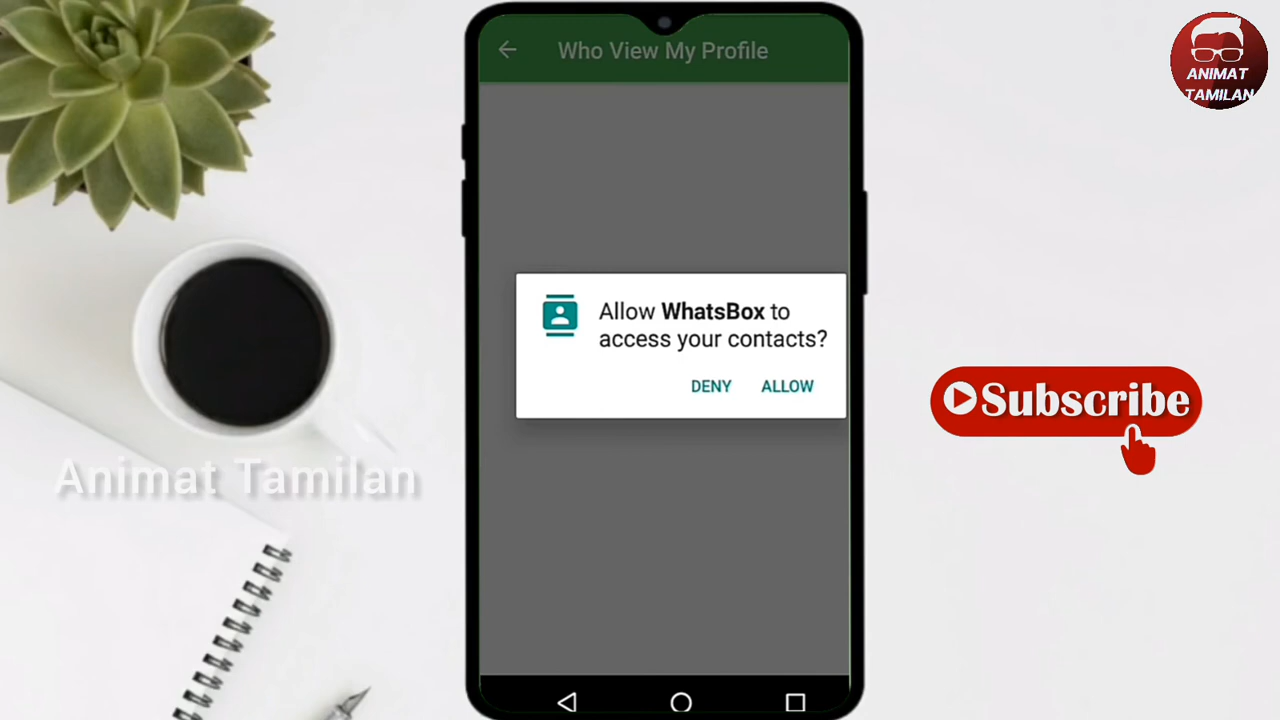 Who View My Profile
ANIMAT
TAMILAN
Allow WhatsBox to
access your contacts?
DENY ALLOW
Subscribe
Animat Tamilan